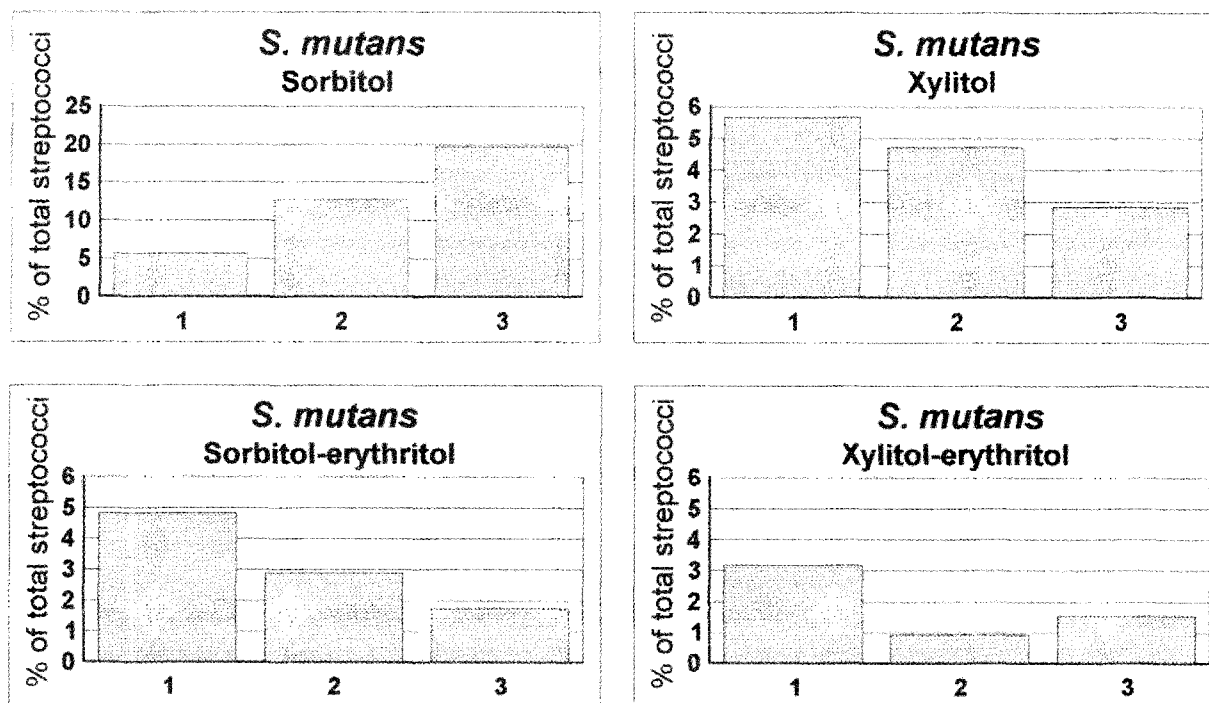 S. mutans
Sorbitol
% of total streptococci
25
20
15
10
5
0
1 2 3
S. mutans
Xylitol
% of total streptococci
6
5
4
3
2
1
0
1 2 3
S. mutans
Sorbitol-erythritol
% of total streptococci
6
5
4
3
2
1
0
1 2 3
S. mutans
Xylitol-erythritol
% of total streptococci
6
5
4
3
2
1
0
1 2 3